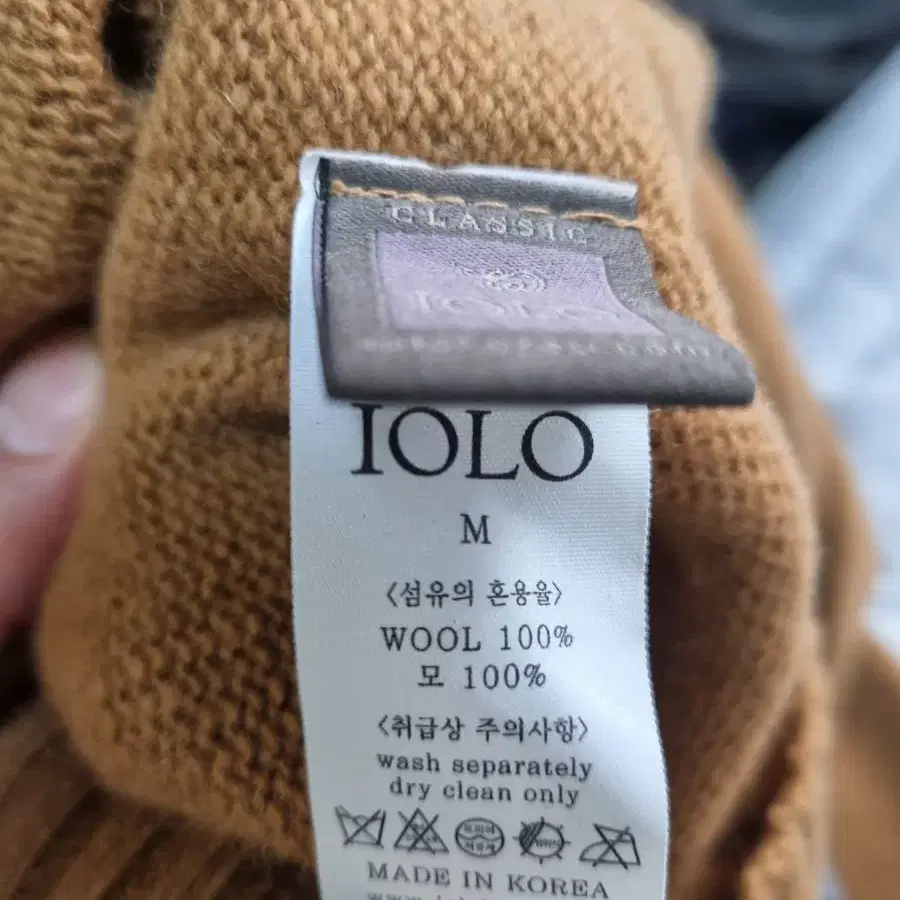 CLASSIC
IOLO
IOLO
M
〈섬유의 혼용율〉
WOOL 100%
모 100%
〈취급상 주의사항〉
wash separately
dry clean only
MADE IN KOREA